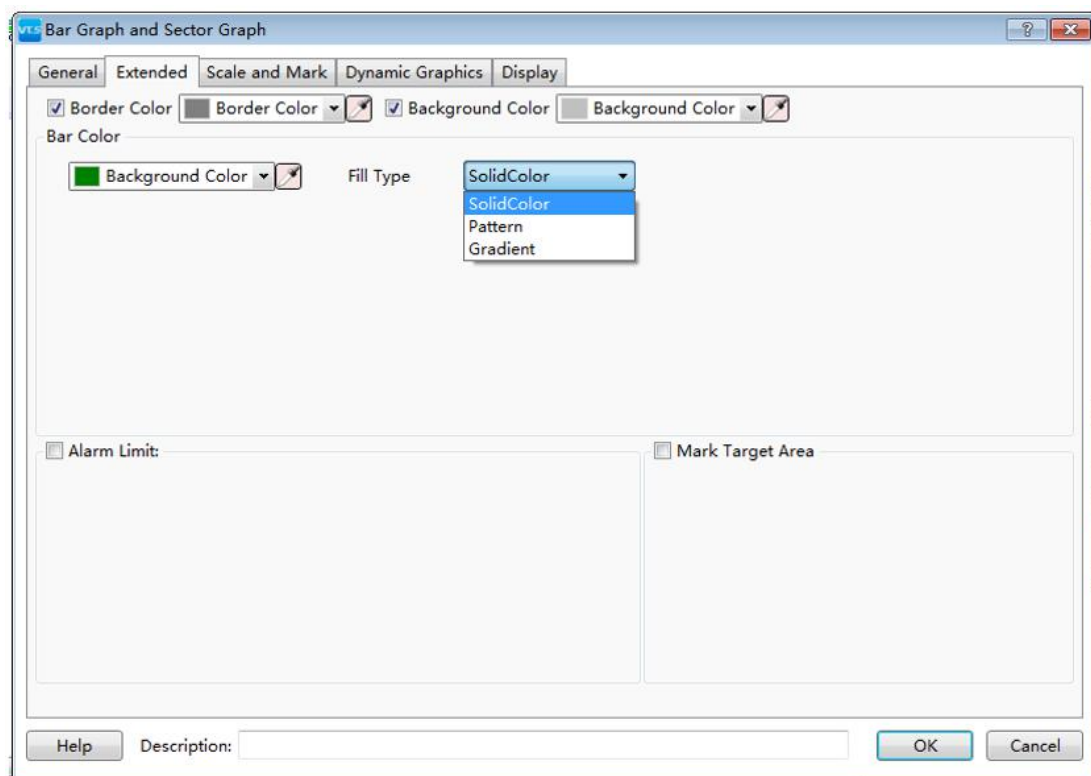 VTS Bar Graph and Sector Graph
General Extended Scale and Mark Dynamic Graphics Display
Border Color Border Color Background Color Background Color
Bar Color
Background Color Fill Type SolidColor
SolidColor
Pattern
Gradient
Alarm Limit: Mark Target Area
Help Description: OK Cancel